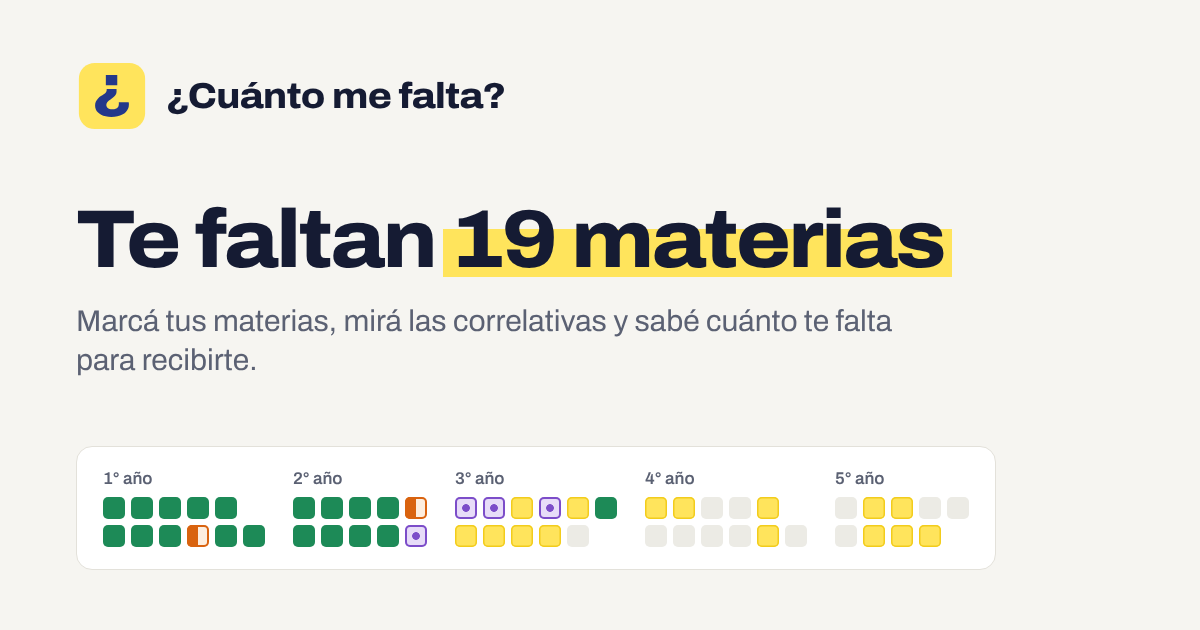 ¿
¿Cuánto me falta?
Te faltan 19 materias
Marcá tus materias, mirá las correlativas y sabé cuánto te falta
para recibirte.
1° año
2° año
3° año
4° año
5° año